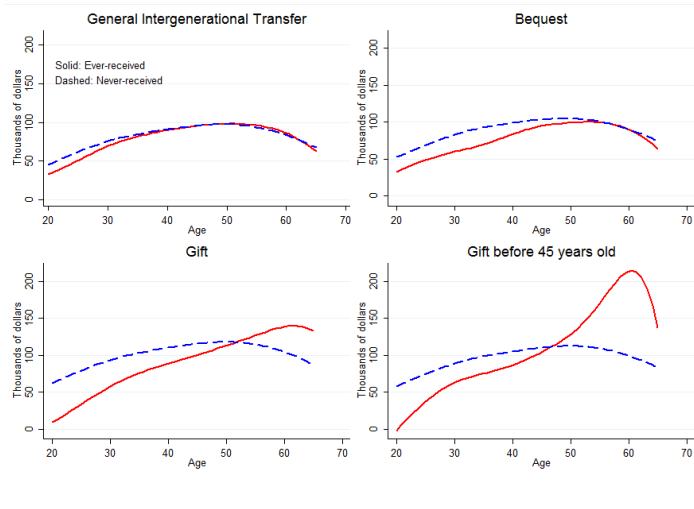 General Intergenerational Transfer
Thousands of dollars
200
150
100
50
0
Solid: Ever-received
Dashed: Never-received
20 30 40 50 60 70
Age
Bequest
Thousands of dollars
200
150
100
50
0
20 30 40 50 60 70
Age
Gift
Thousands of dollars
200
150
100
50
0
20 30 40 50 60 70
Age
Gift before 45 years old
Thousands of dollars
200
150
100
50
0
20 30 40 50 60 70
Age